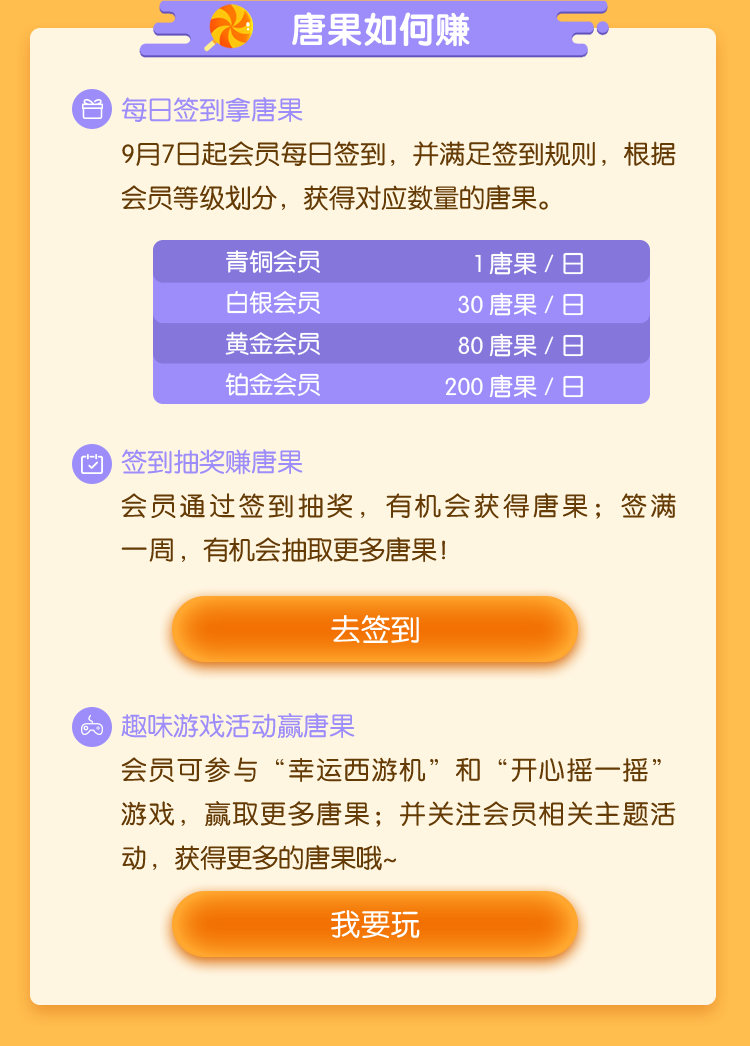 唐果如何赚
每日签到拿唐果
9月7日起会员每日签到，并满足签到规则，根据
会员等级划分，获得对应数量的唐果。
青铜会员 1唐果 / 日
白银会员 30 唐果 / 日
黄金会员 80 唐果 / 日
铂金会员 200 唐果 / 日
签到抽奖赚唐果
会员通过签到抽奖，有机会获得唐果；签满
一周，有机会抽取更多唐果！
去签到
趣味游戏活动赢唐果
会员可参与“幸运西游机”和“开心摇一摇”
游戏，赢取更多唐果；并关注会员相关主题活
动，获得更多的唐果哦~
我要玩